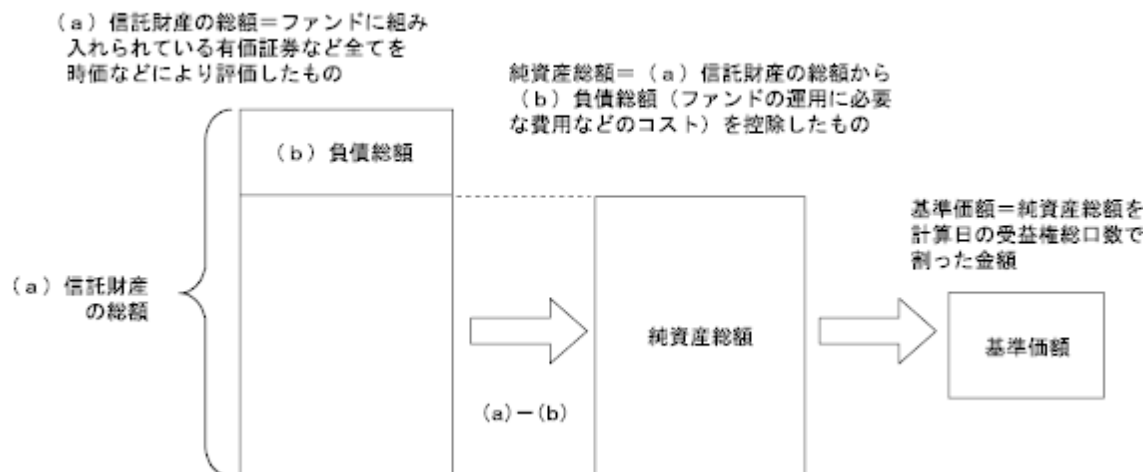 (a)信託財産の総額=ファンドに組み
入れられている有価証券など全てを
時価などにより評価したもの
純資産総額=(a)信託財産の総額から
(b)負債総額(ファンドの運用に必要
な費用などのコスト)を控除したもの
(b)負債総額
基準価額=純資産総額を
計算日の受益権総口数で
割った金額
(a)信託財産
の総額
純資産総額
基準価額
(a)-(b)